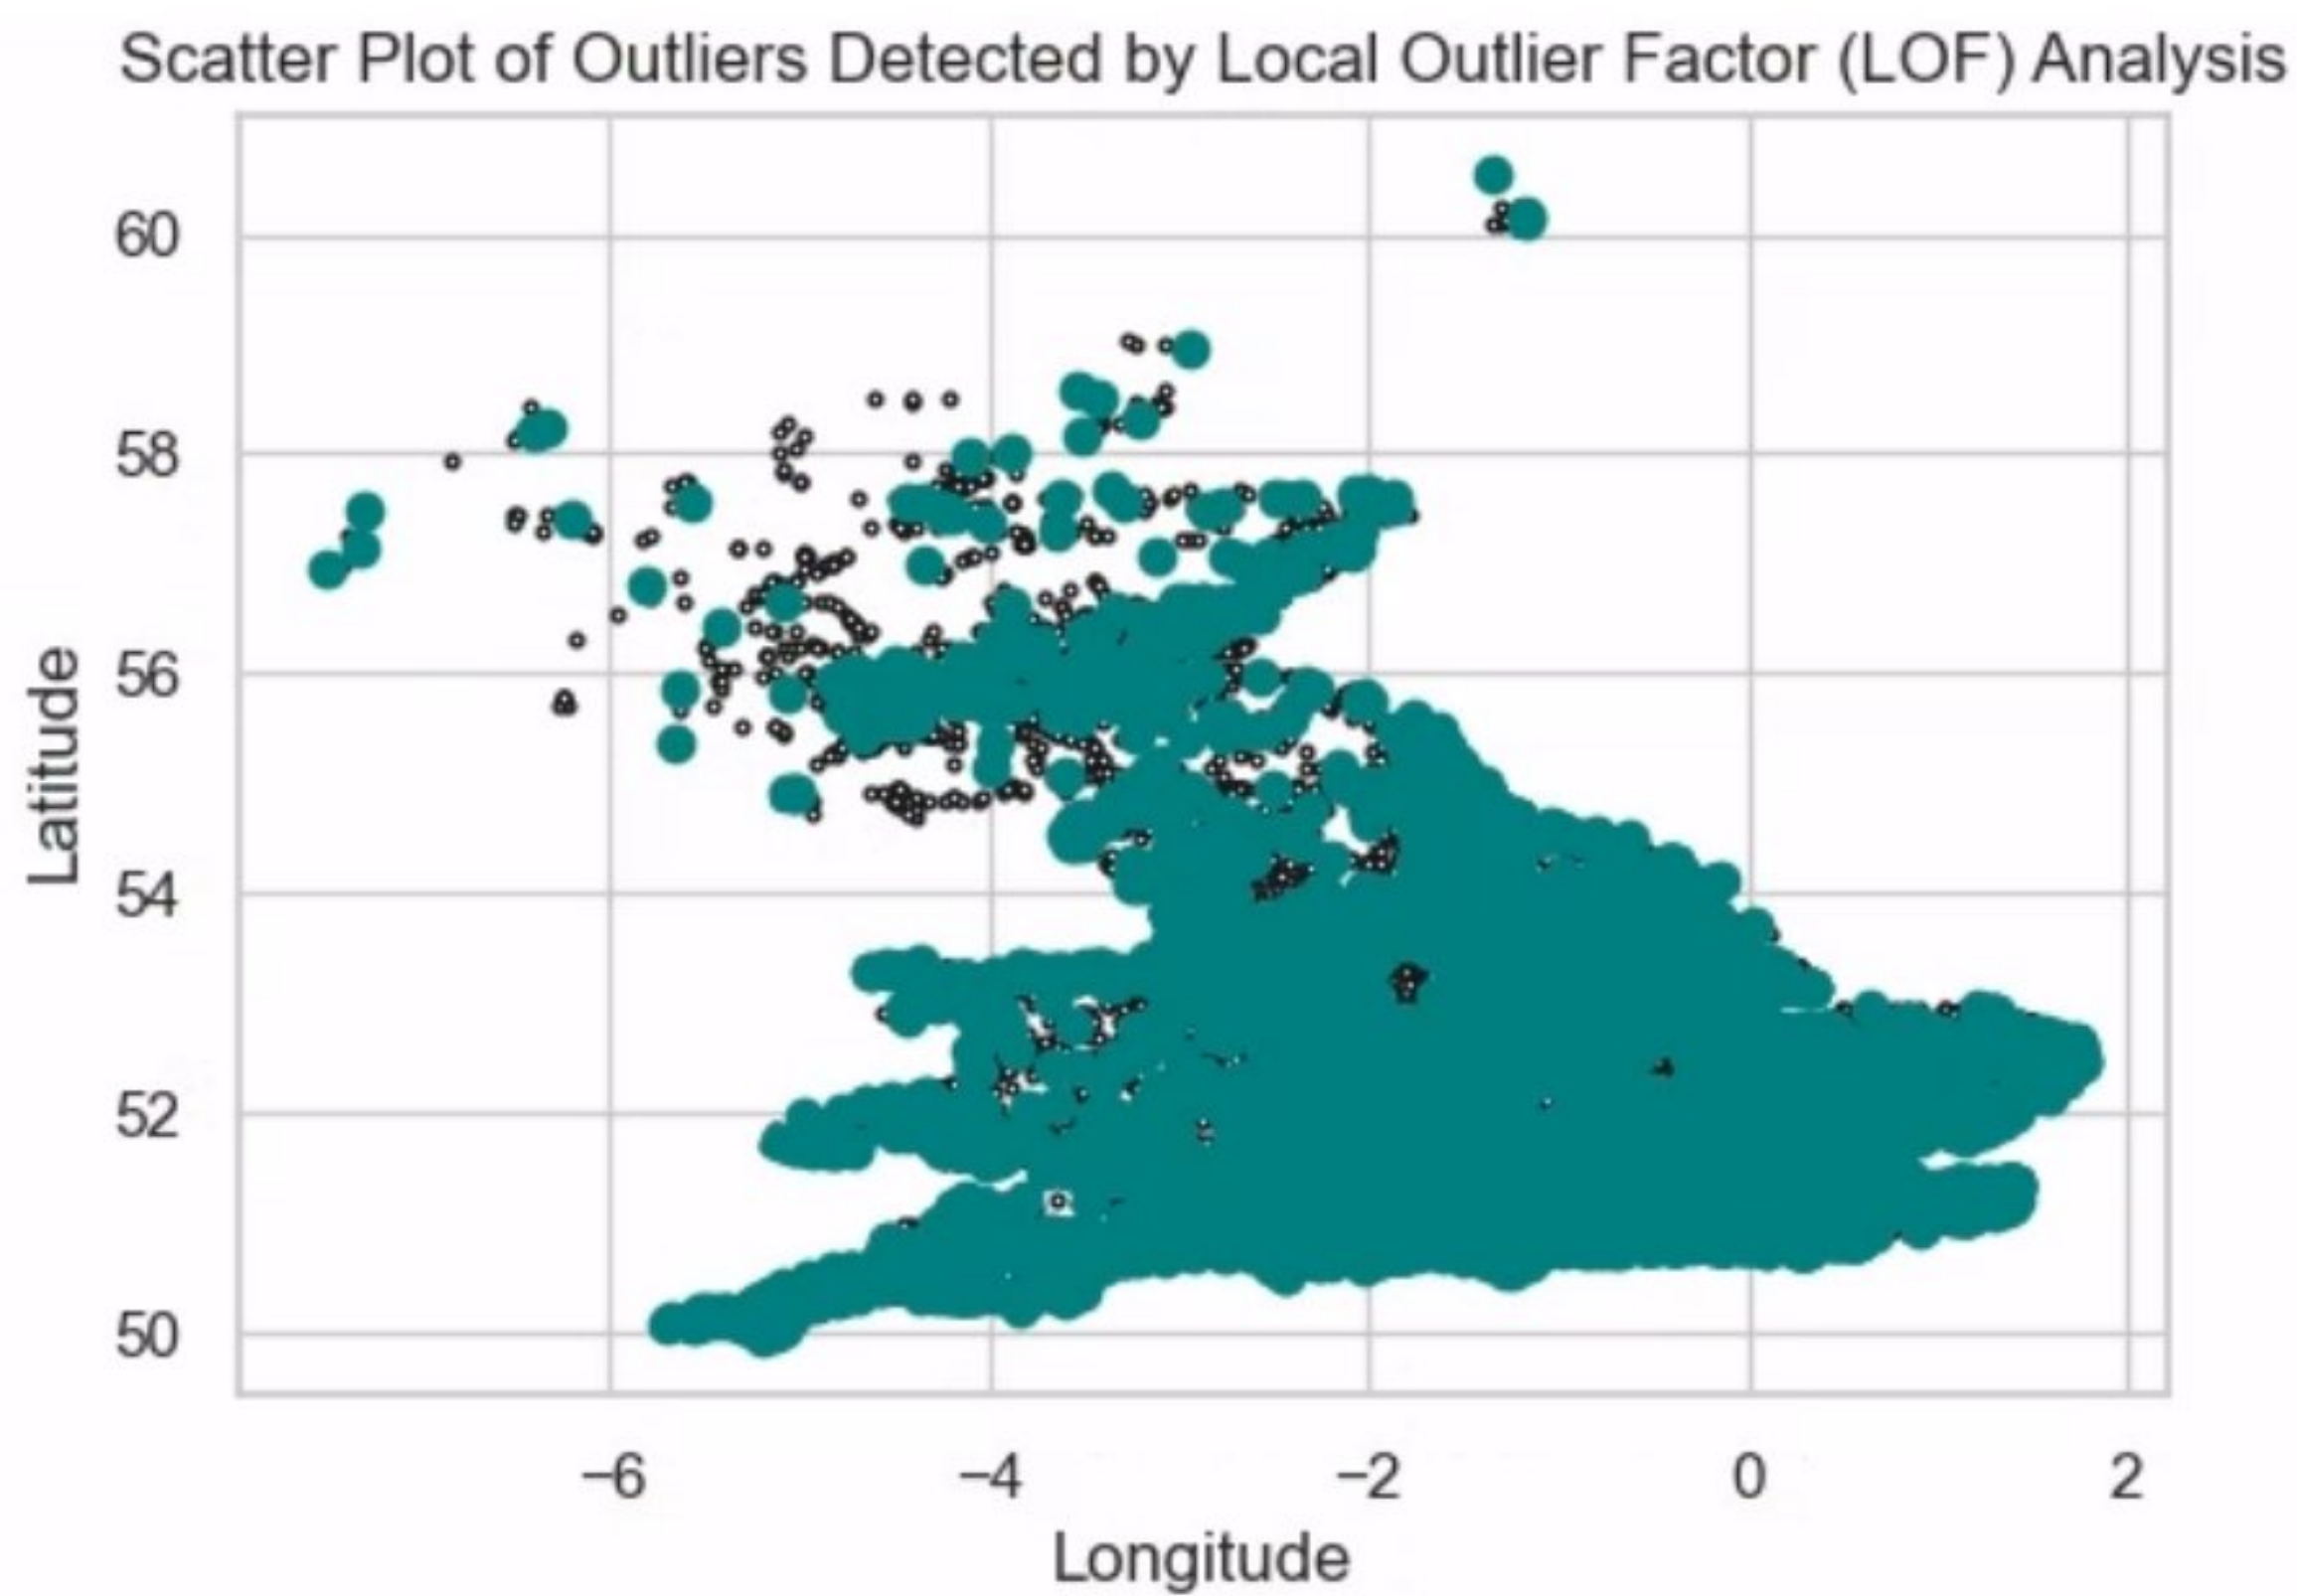 Scatter Plot of Outliers Detected by Local Outlier Factor (LOF) Analysis
60
58
56
54
52
50
Latitude
−6 −4 −2 0 2
Longitude